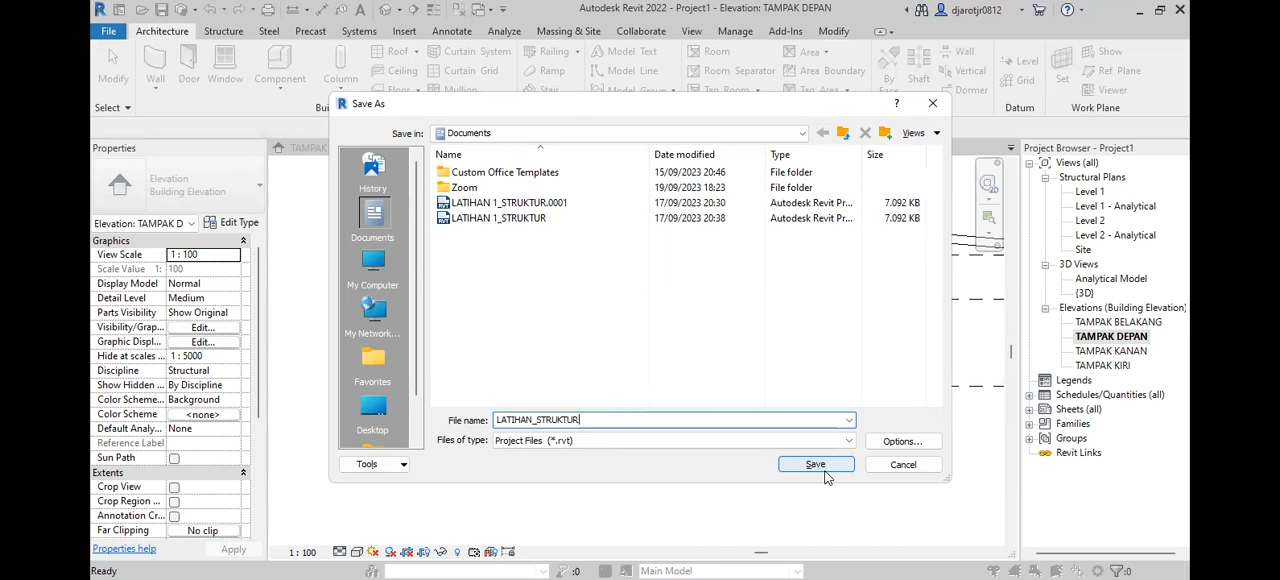 Autodesk Revit 2022 - Project1 - Elevation: TAMPAK DEPAN
djarotjr0812
File Architecture Structure Steel Precast Systems Insert Annotate Analyze Massing & Site Collaborate View Manage Add-Ins Modify
Modify Wall Door Window Component Column
Roof
Ceiling
Curtain System
Curtain Grid
Railing
Ramp
Stair
Model Text
Model Line
Room
Room Separator
Area
Area Boundary
By
Shaft
Wall
Vertical
Dormer
Level
Grid
Set
Show
Ref Plane
Viewer
Select
Datum
Work Plane
Properties
Elevation
Building Elevation
Elevation: TAMPAK D
Edit Type
Graphics
View Scale 1 : 100
Scale Value 1: 100
Display Model Normal
Detail Level Medium
Parts Visibility Show Original
Visibility/Grap... Edit...
Graphic Displ... Edit...
Hide at scales ... 1 : 5000
Discipline Structural
Show Hidden ... By Discipline
Color Scheme ... Background
Color Scheme <none>
Default Analy... None
Reference Label
Sun Path
Extents
Crop View
Crop Region ...
Annotation Cr...
Far Clipping No clip
Properties help
Apply
TAMPAK
Save As
Save in: Documents
Views
Name Date modified Type Size
Custom Office Templates 15/09/2023 20:46 File folder
Zoom 19/09/2023 18:23 File folder
LATIHAN 1_STRUKTUR.0001 17/09/2023 20:30 Autodesk Revit Pr... 7.092 KB
LATIHAN 1_STRUKTUR 17/09/2023 20:38 Autodesk Revit Pr... 7.092 KB
History
Documents
My Computer
My Network...
Favorites
Desktop
File name: LATIHAN_STRUKTUR
Files of type: Project Files (*.rvt)
Options...
Tools
Save
Cancel
Project Browser - Project1
Views (all)
Structural Plans
Level 1
Level 1 - Analytical
Level 2
Level 2 - Analytical
Site
3D Views
Analytical Model
{3D}
Elevations (Building Elevation)
TAMPAK BELAKANG
TAMPAK DEPAN
TAMPAK KANAN
TAMPAK KIRI
Legends
Schedules/Quantities (all)
Sheets (all)
Families
Groups
Revit Links
1 : 100
Ready
:0
Main Model
:0